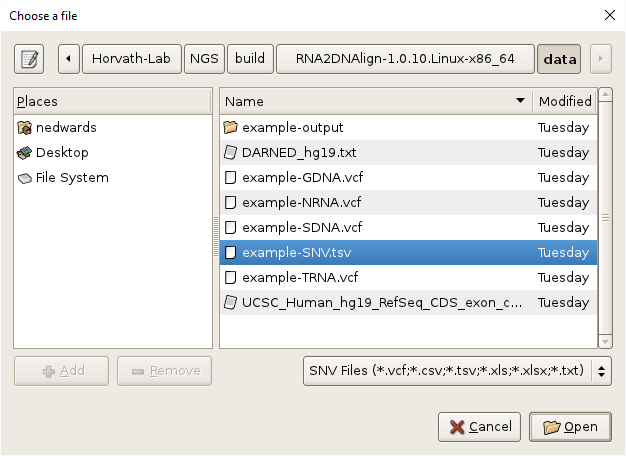 Choose a file
Horvath-Lab NGS build RNA2DNAlign-1.0.10.Linux-x86_64 data
Places
nedwards
Desktop
File System
Name Modified
example-output Tuesday
DARNED_hg19.txt Tuesday
example-GDNA.vcf Tuesday
example-NRNA.vcf Tuesday
example-SDNA.vcf Tuesday
example-SNV.tsv Tuesday
example-TRNA.vcf Tuesday
UCSC_Human_hg19_RefSeq_CDS_exon_c... Tuesday
Add Remove SNV Files (*.vcf;*.csv;*.tsv;*.xls;*.xlsx;*.txt)
Cancel Open